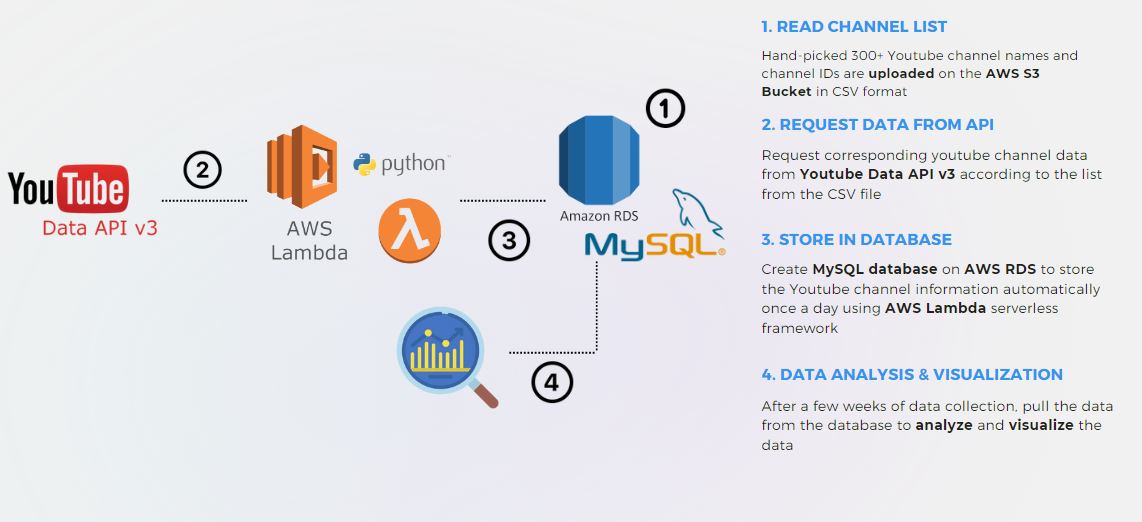 1. READ CHANNEL LIST
Hand-picked 300+ Youtube channel names and
channel IDs are uploaded on the AWS S3
Bucket in CSV format
2. REQUEST DATA FROM API
Request corresponding youtube channel data
from Youtube Data API v3 according to the list
from the CSV file
3. STORE IN DATABASE
Create MySQL database on AWS RDS to store
the Youtube channel information automatically
once a day using AWS Lambda serverless
framework
4. DATA ANALYSIS & VISUALIZATION
After a few weeks of data collection, pull the data
from the database to analyze and visualize the
data
1
2
YouTube
Data API v3
python™
AWS
Lambda
λ
3
Amazon RDS
MySQL®
4